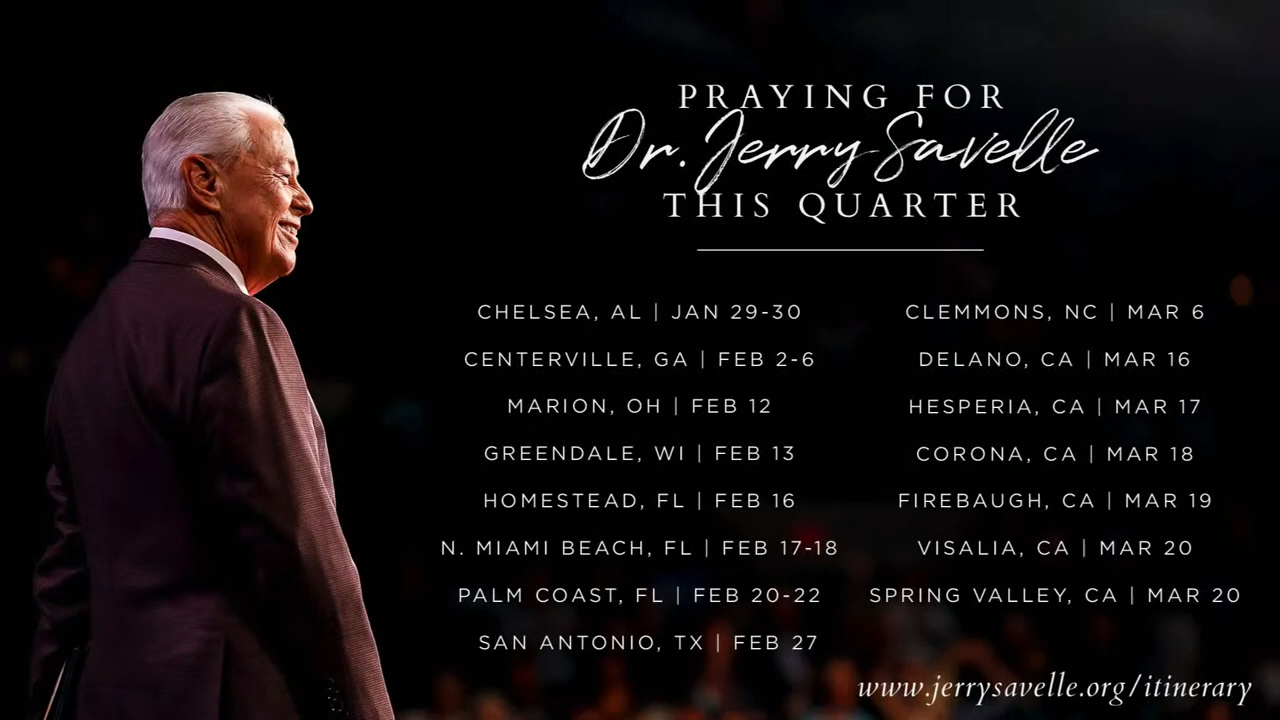 PRAYING FOR
Dr. Jerry Savelle
THIS QUARTER
CHELSEA, AL | JAN 29-30
CENTERVILLE, GA | FEB 2-6
MARION, OH | FEB 12
GREENDALE, WI | FEB 13
HOMESTEAD, FL | FEB 16
N. MIAMI BEACH, FL | FEB 17-18
PALM COAST, FL | FEB 20-22
SAN ANTONIO, TX | FEB 27
CLEMMONS, NC | MAR 6
DELANO, CA | MAR 16
HESPERIA, CA | MAR 17
CORONA, CA | MAR 18
FIREBAUGH, CA | MAR 19
VISALIA, CA | MAR 20
SPRING VALLEY, CA | MAR 20
www.jerrysavelle.org/itinerary